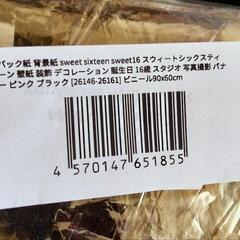 バック紙 背景紙 sweet sixteen sweet16 スウィートシックスティ
ーン 壁紙 装飾 デコレーション 誕生日 16歳 スタジオ 写真撮影 バナ
ー ピンク ブラック [26146-26161] ビニール90x60cm
4570147651855